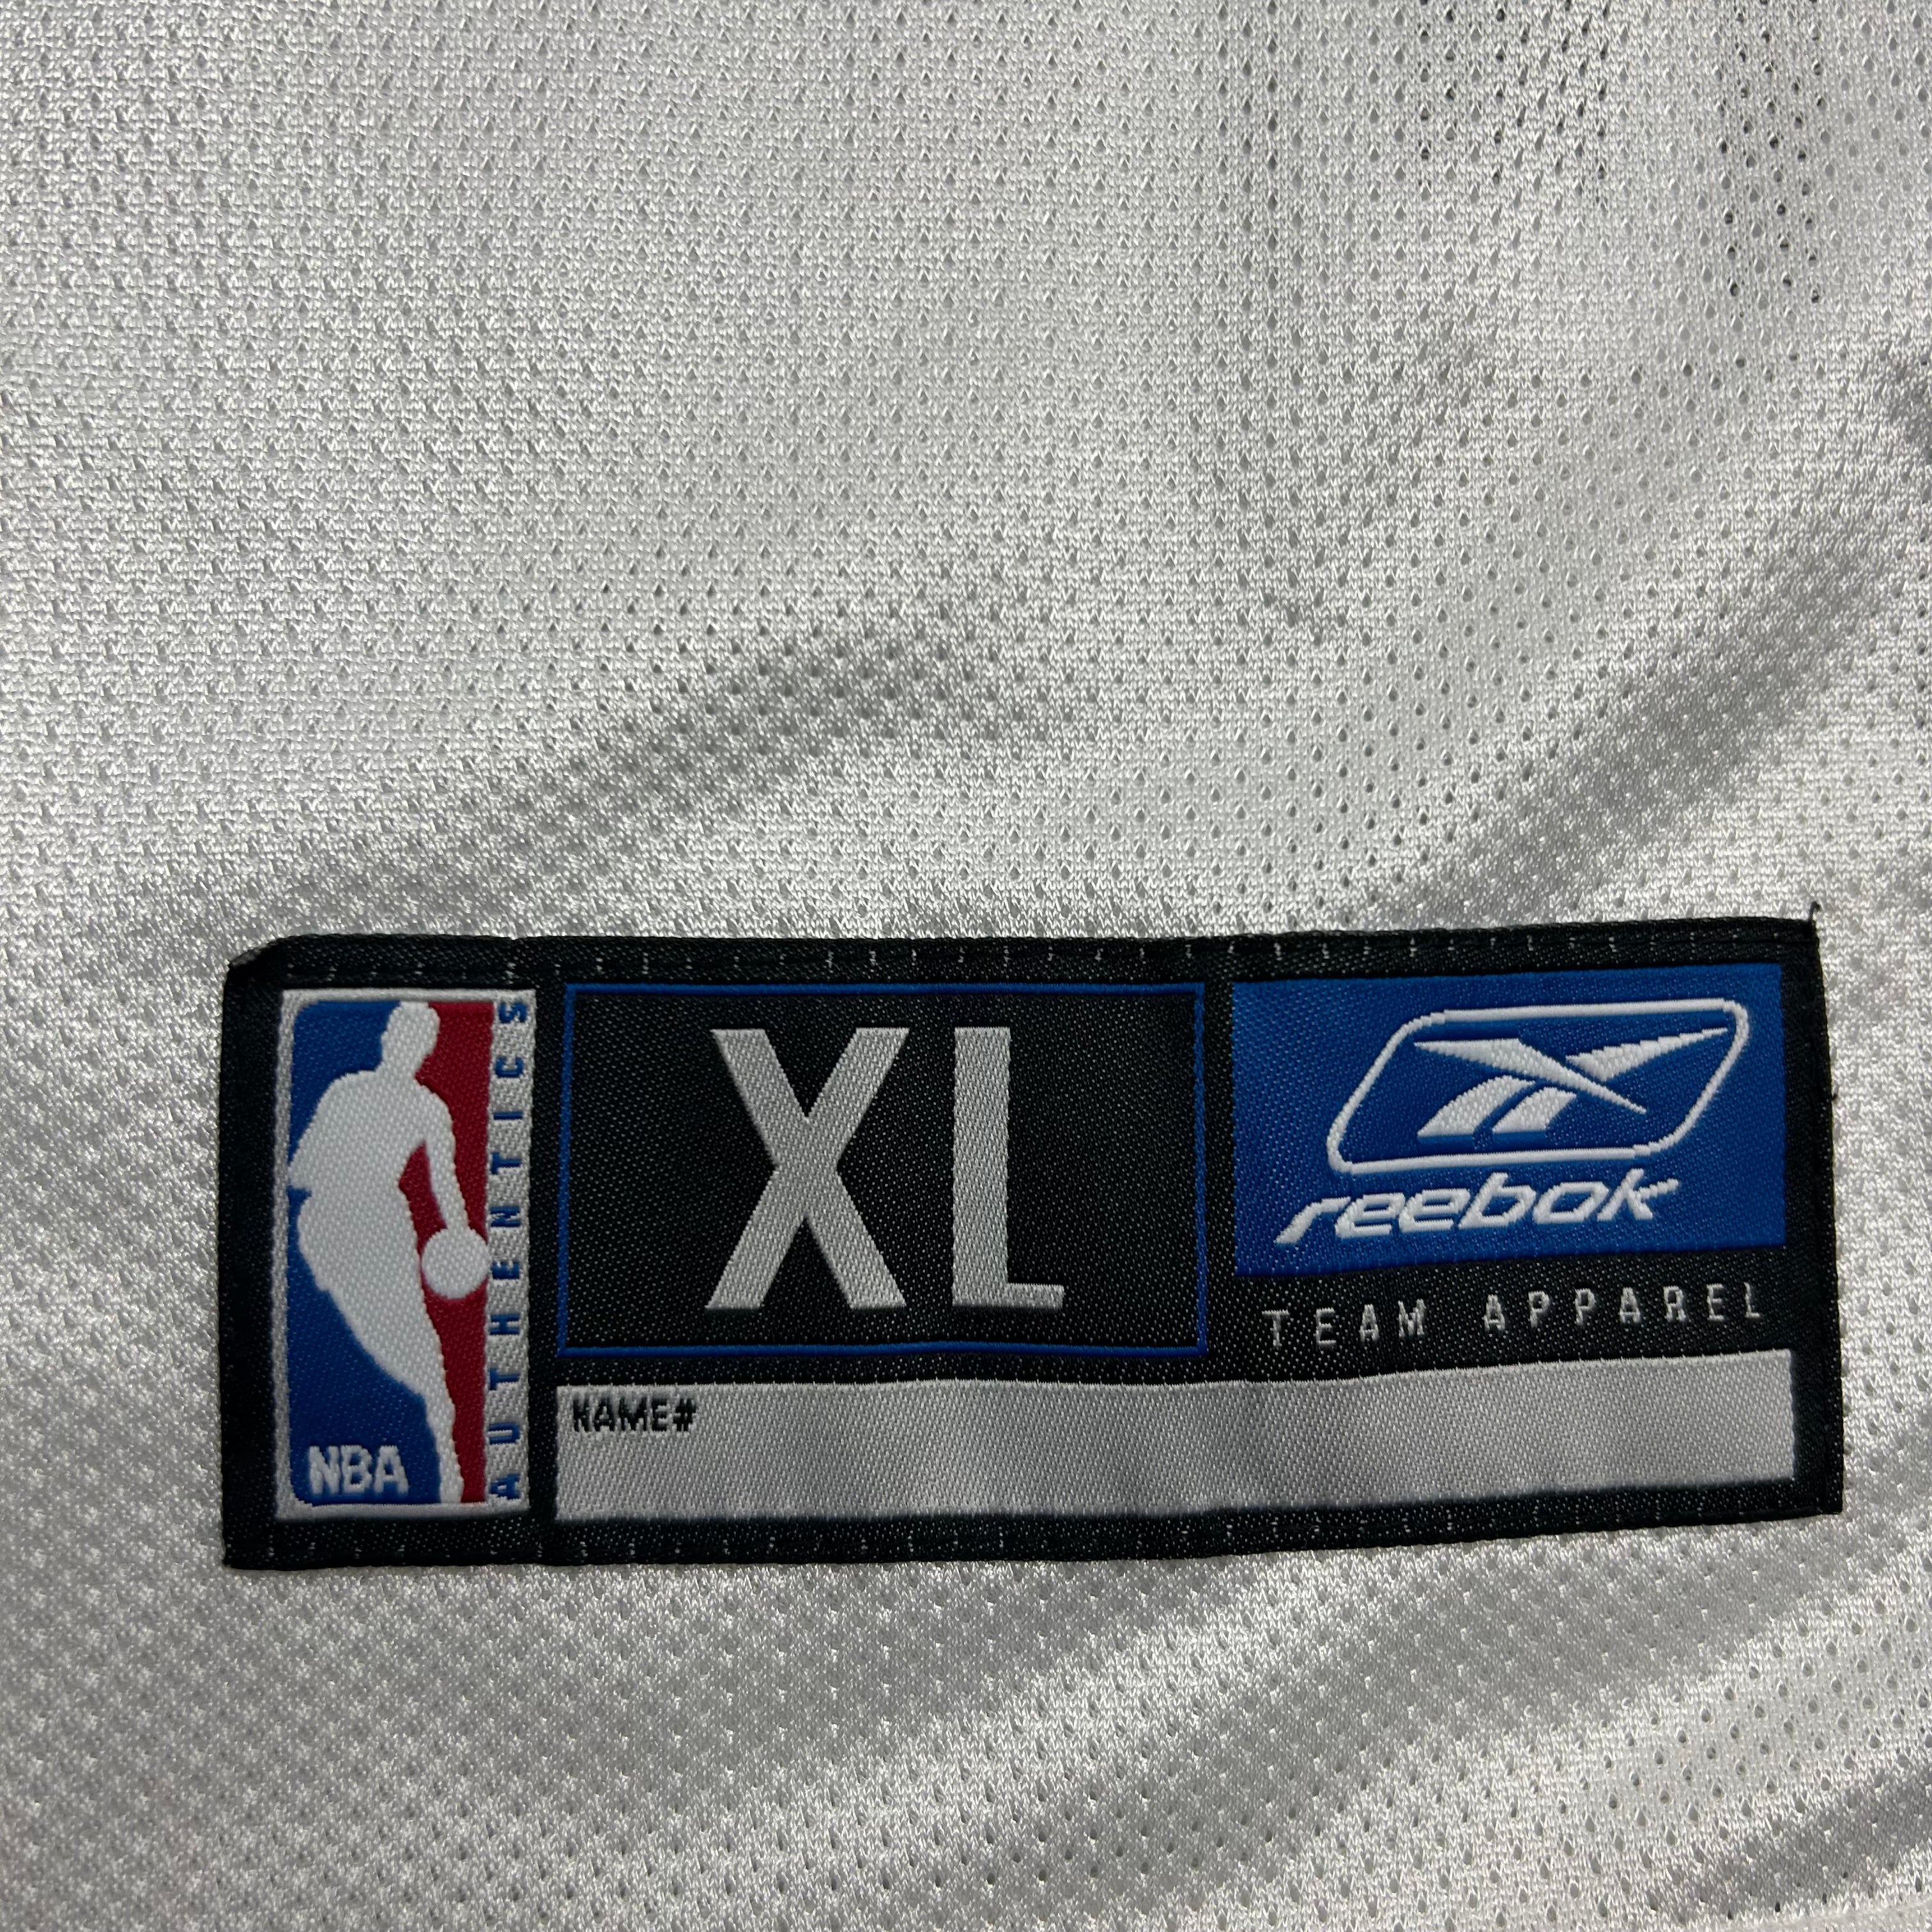 NBA
AUTHENTICS
XL
reebok
TEAM APPAREL
NAME#